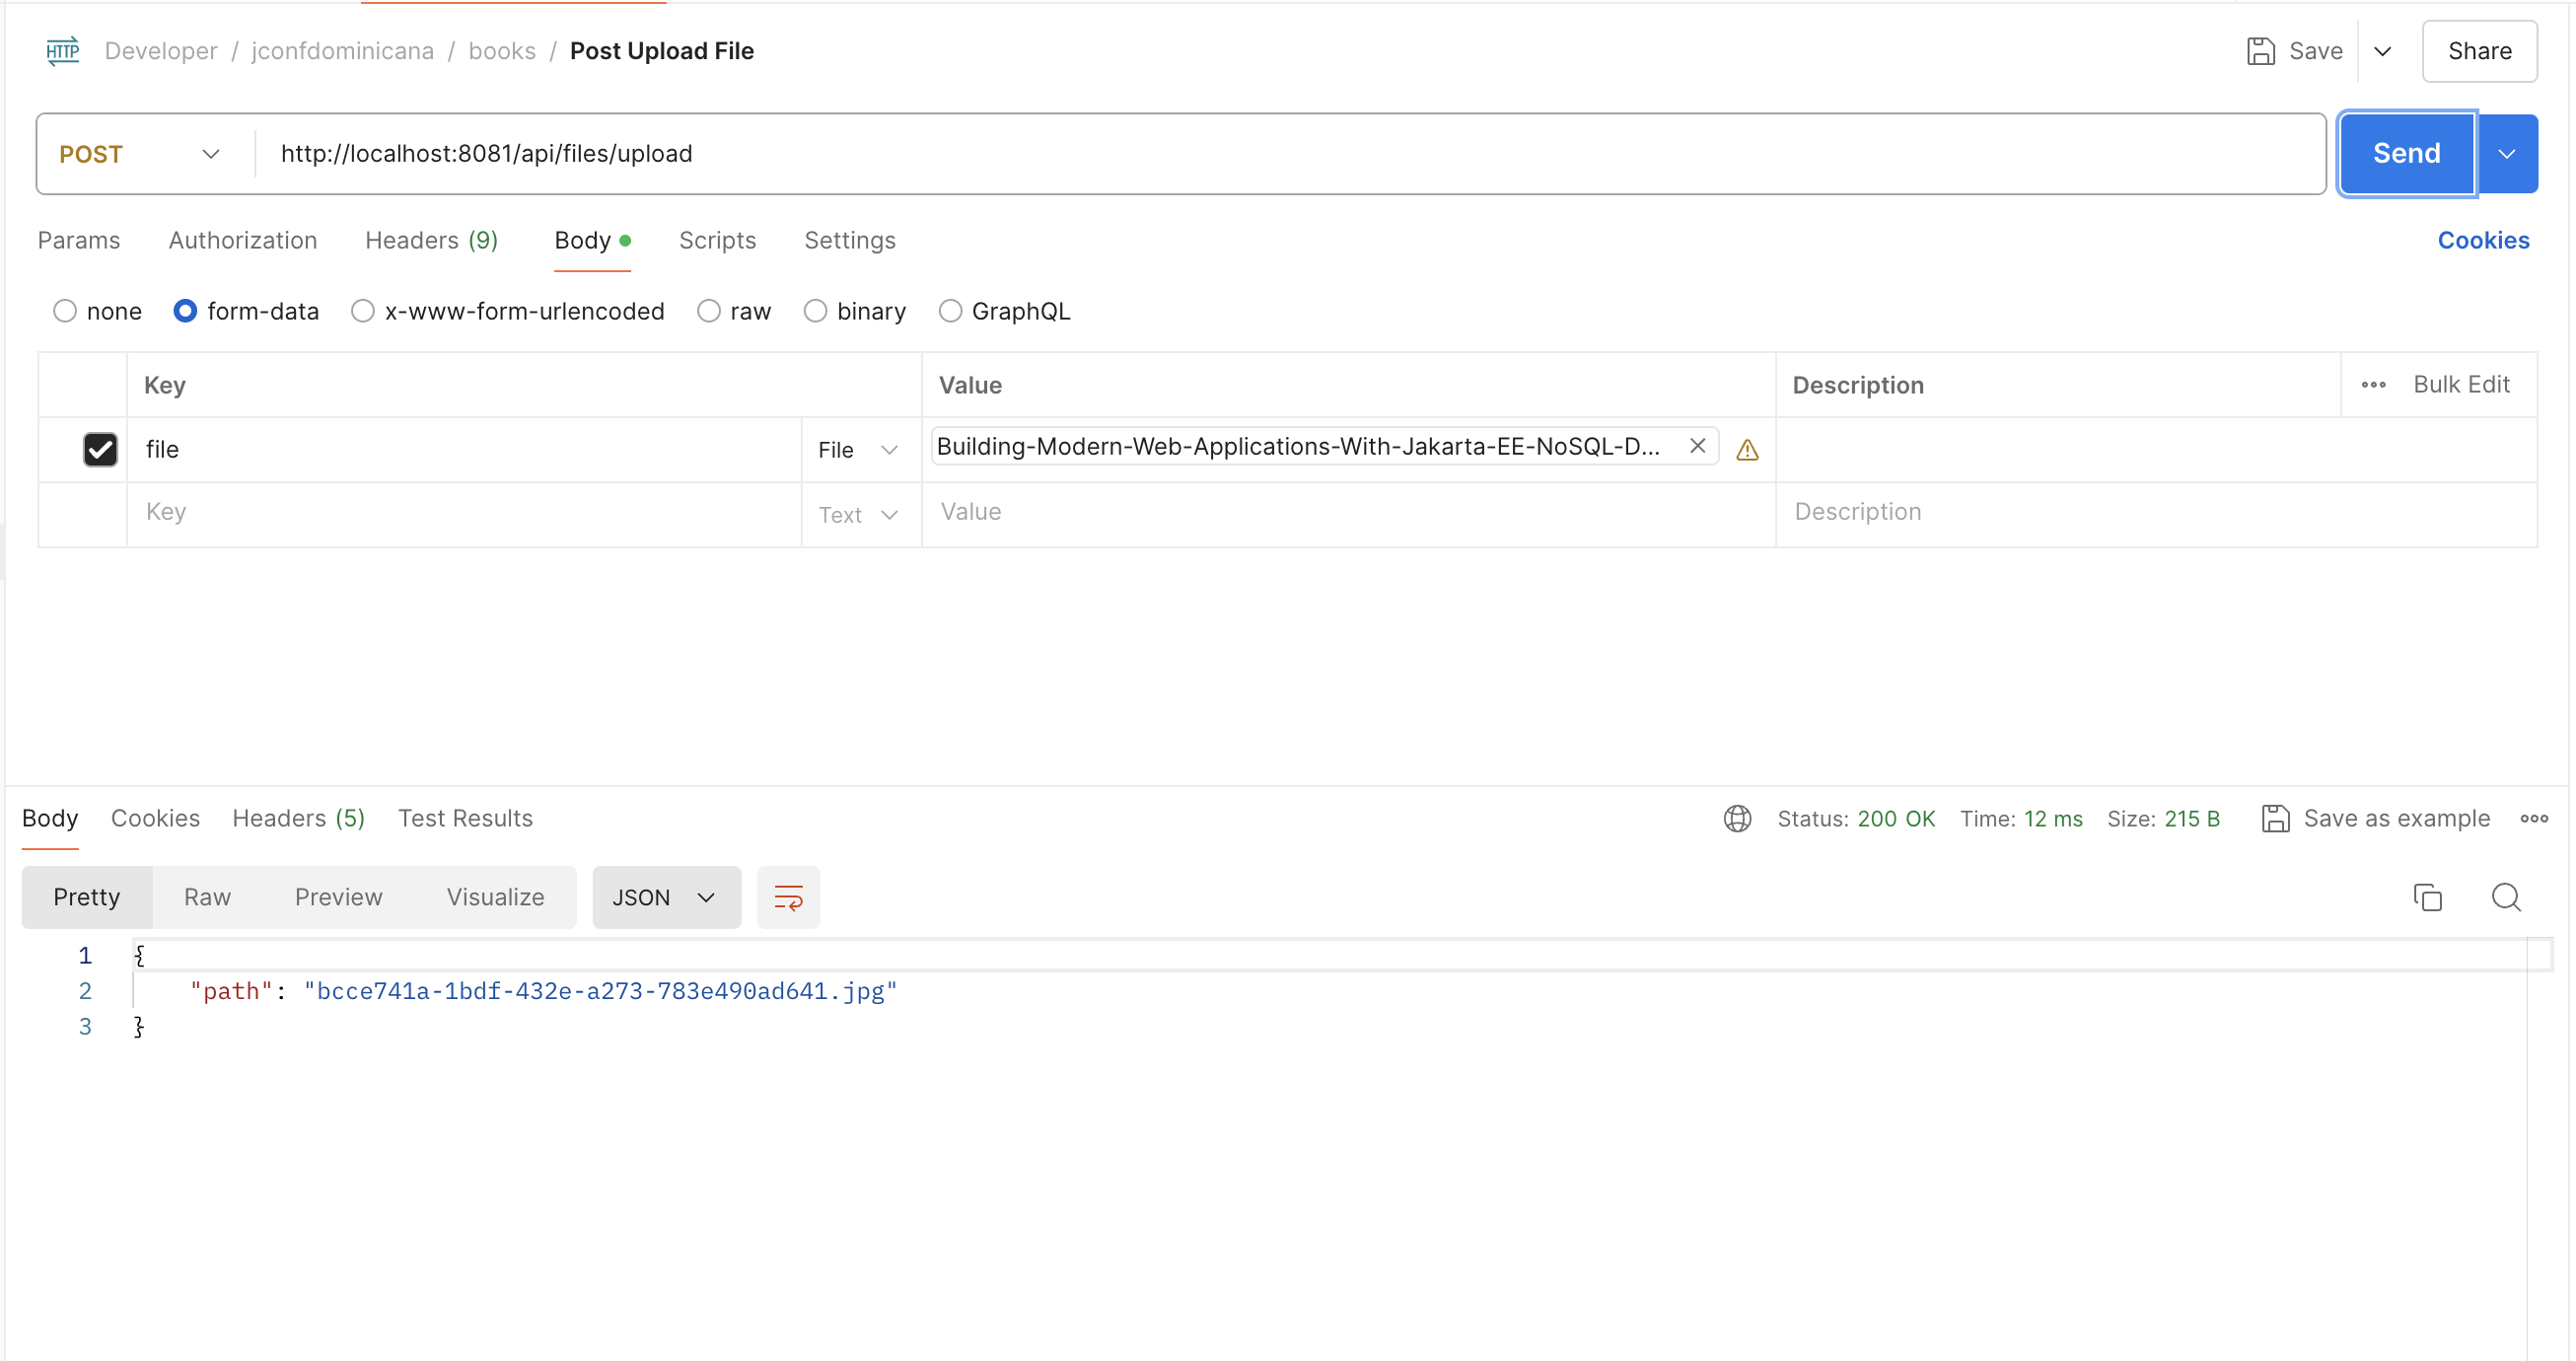 HTTP Developer / jconfdominicana / books / Post Upload File Save Share
POST http://localhost:8081/api/files/upload Send
Params Authorization Headers (9) Body Scripts Settings Cookies
none form-data x-www-form-urlencoded raw binary GraphQL
Key Value Description Bulk Edit
file File Building-Modern-Web-Applications-With-Jakarta-EE-NoSQL-D...
Key Text Value Description
Body Cookies Headers (5) Test Results Status: 200 OK Time: 12 ms Size: 215 B Save as example
Pretty Raw Preview Visualize JSON
1 {
2 "path": "bcce741a-1bdf-432e-a273-783e490ad641.jpg"
3 }